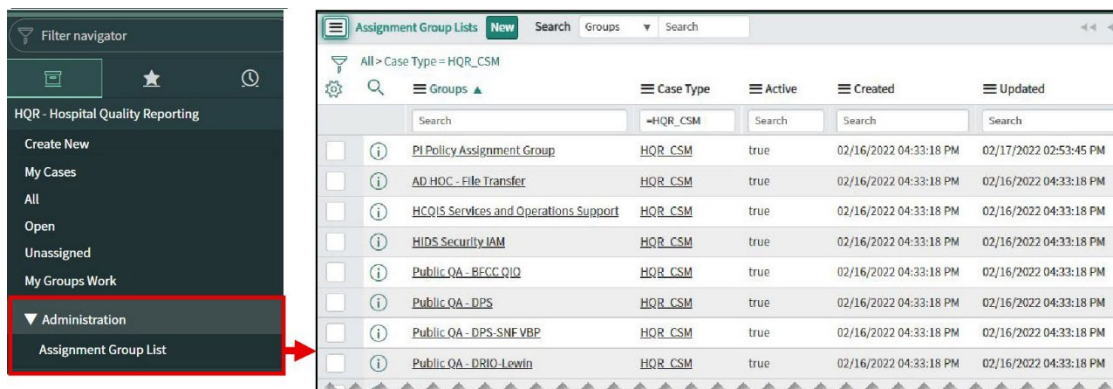 Filter navigator
HQR - Hospital Quality Reporting
Create New
My Cases
All
Open
Unassigned
My Groups Work
Administration
Assignment Group List
Assignment Group Lists New Search Groups Search
All > Case Type = HQR_CSM
Groups Case Type Active Created Updated
Search =HQR_CSM Search Search Search
PI Policy Assignment Group HQR_CSM true 02/16/2022 04:33:18 PM 02/17/2022 02:53:45 PM
AD HOC - File Transfer HQR_CSM true 02/16/2022 04:33:18 PM 02/16/2022 04:33:18 PM
HCQIS Services and Operations Support HQR_CSM true 02/16/2022 04:33:18 PM 02/16/2022 04:33:18 PM
HIDS Security IAM HQR_CSM true 02/16/2022 04:33:18 PM 02/16/2022 04:33:18 PM
Public QA - BFCC QIO HQR_CSM true 02/16/2022 04:33:18 PM 02/16/2022 04:33:18 PM
Public QA - DPS HQR_CSM true 02/16/2022 04:33:18 PM 02/16/2022 04:33:18 PM
Public QA - DPS-SNF VBP HQR_CSM true 02/16/2022 04:33:18 PM 02/16/2022 04:33:18 PM
Public QA - DRIO-Lewin HQR_CSM true 02/16/2022 04:33:18 PM 02/16/2022 04:33:18 PM